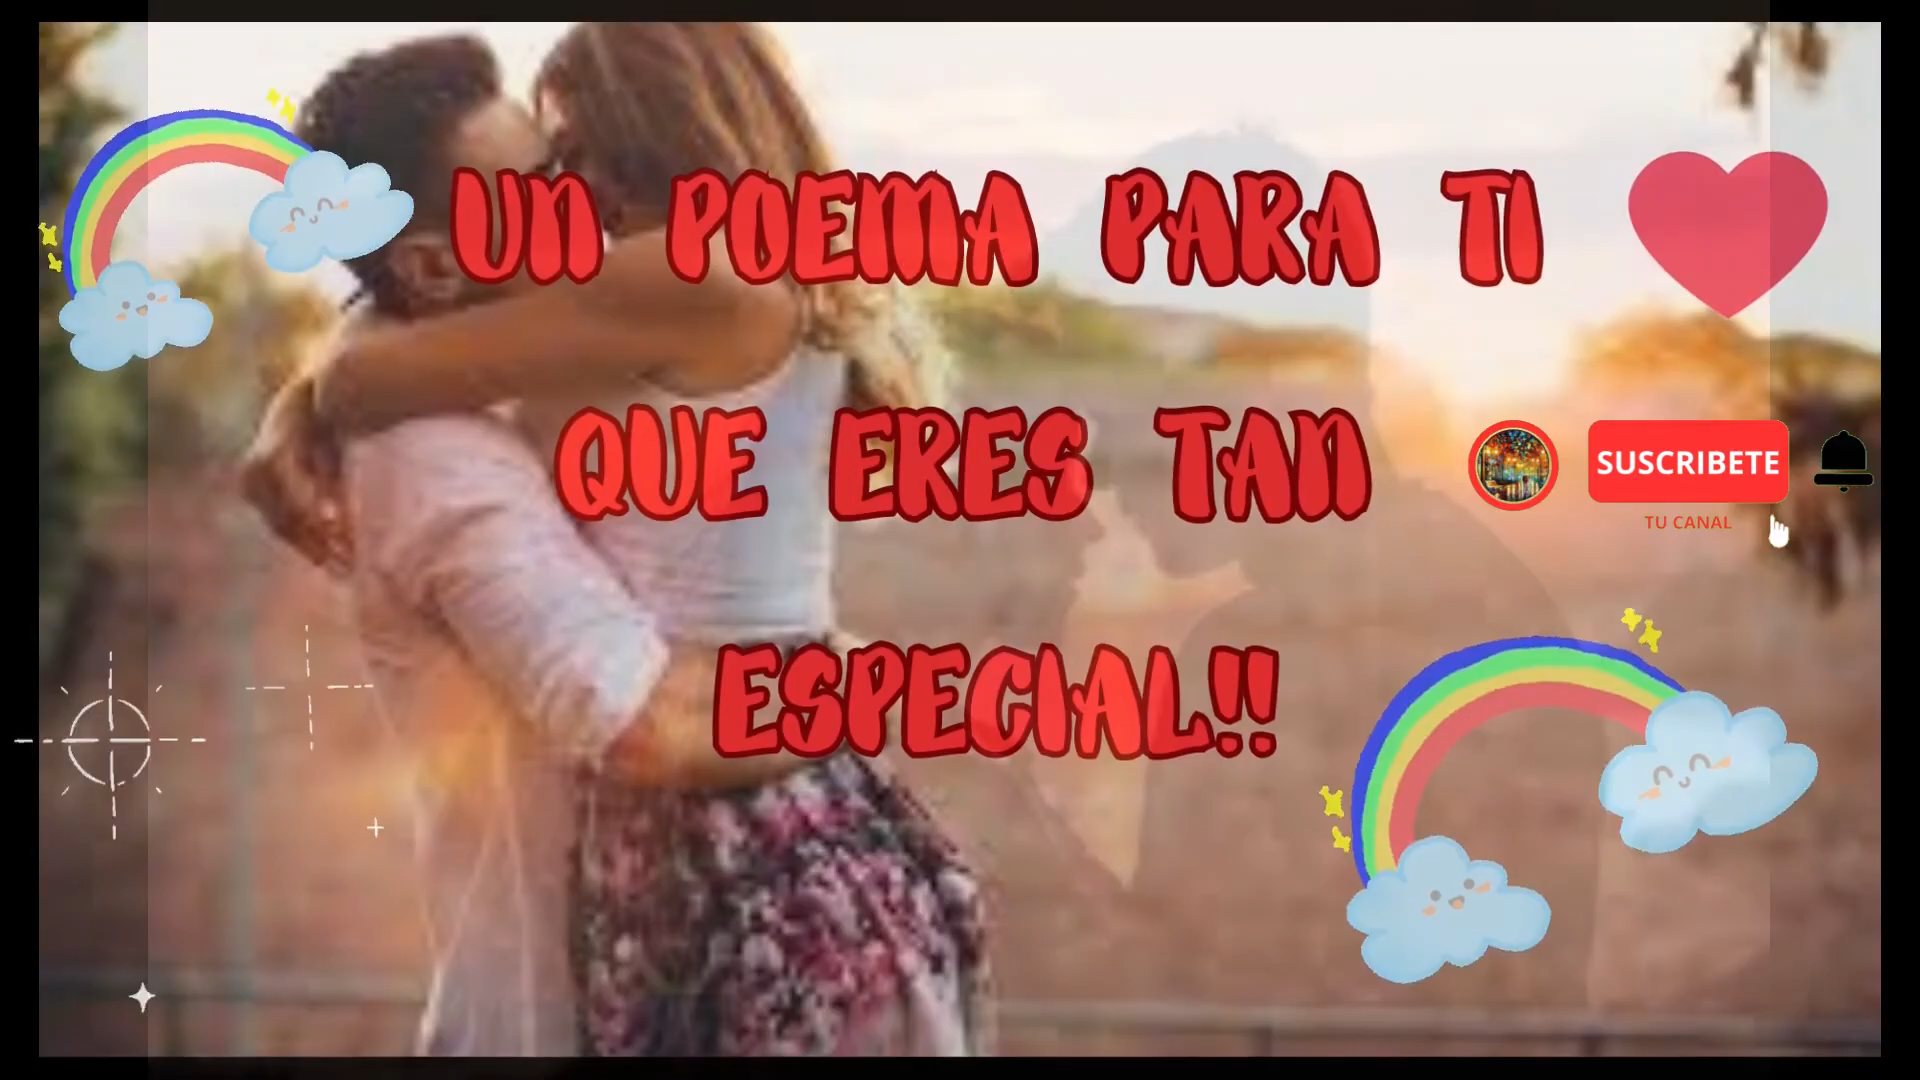 UN POEMA PARA TI
QUE ERES TAN
ESPECIAL!!
SUSCRIBETE
TU CANAL